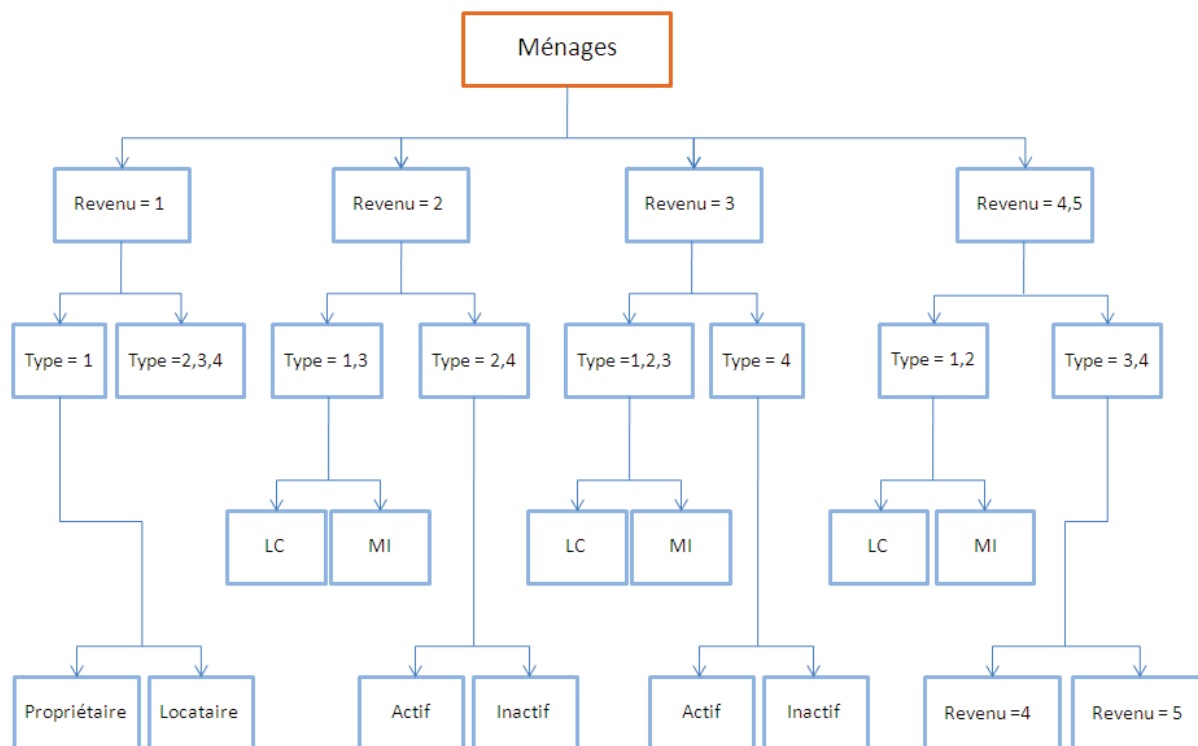 Ménages
Revenu = 1
Revenu = 2
Revenu = 3
Revenu = 4,5
Type = 1
Type =2,3,4
Type = 1,3
Type = 2,4
Type =1,2,3
Type = 4
Type = 1,2
Type = 3,4
LC
MI
LC
MI
LC
MI
Propriétaire
Locataire
Actif
Inactif
Actif
Inactif
Revenu =4
Revenu = 5